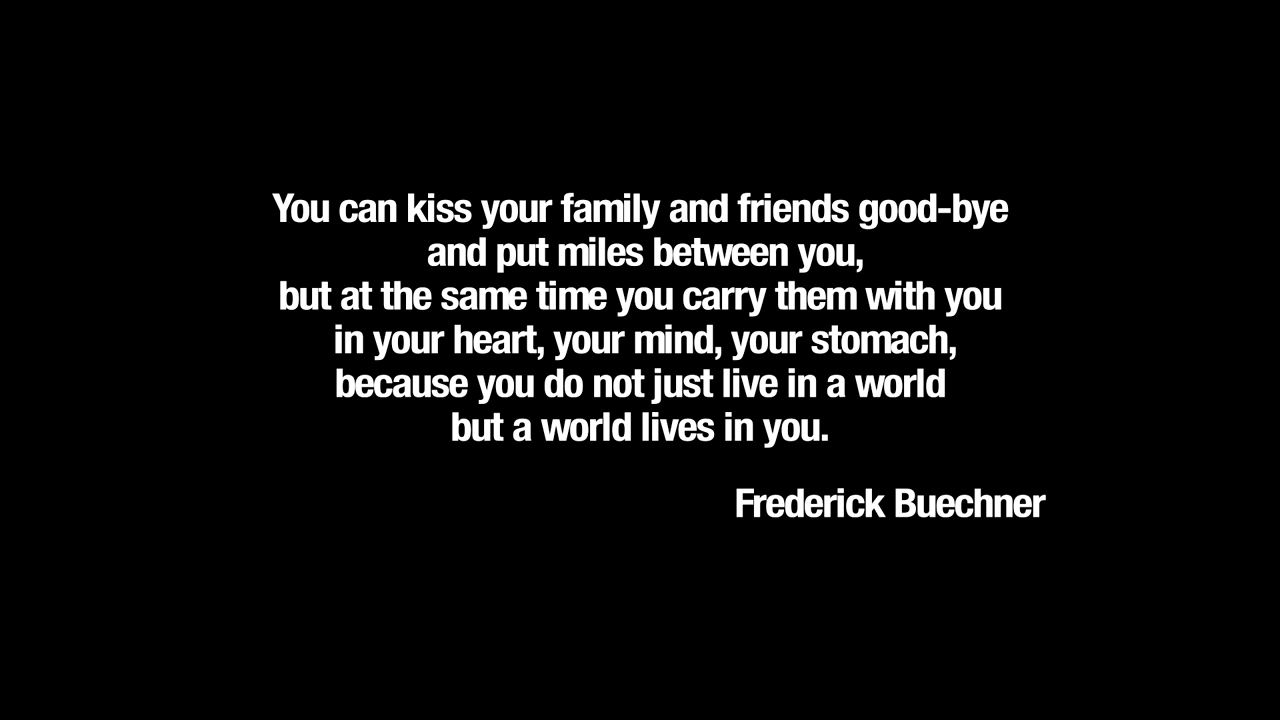 You can kiss your family and friends good-bye
and put miles between you,
but at the same time you carry them with you
in your heart, your mind, your stomach,
because you do not just live in a world
but a world lives in you.
Frederick Buechner